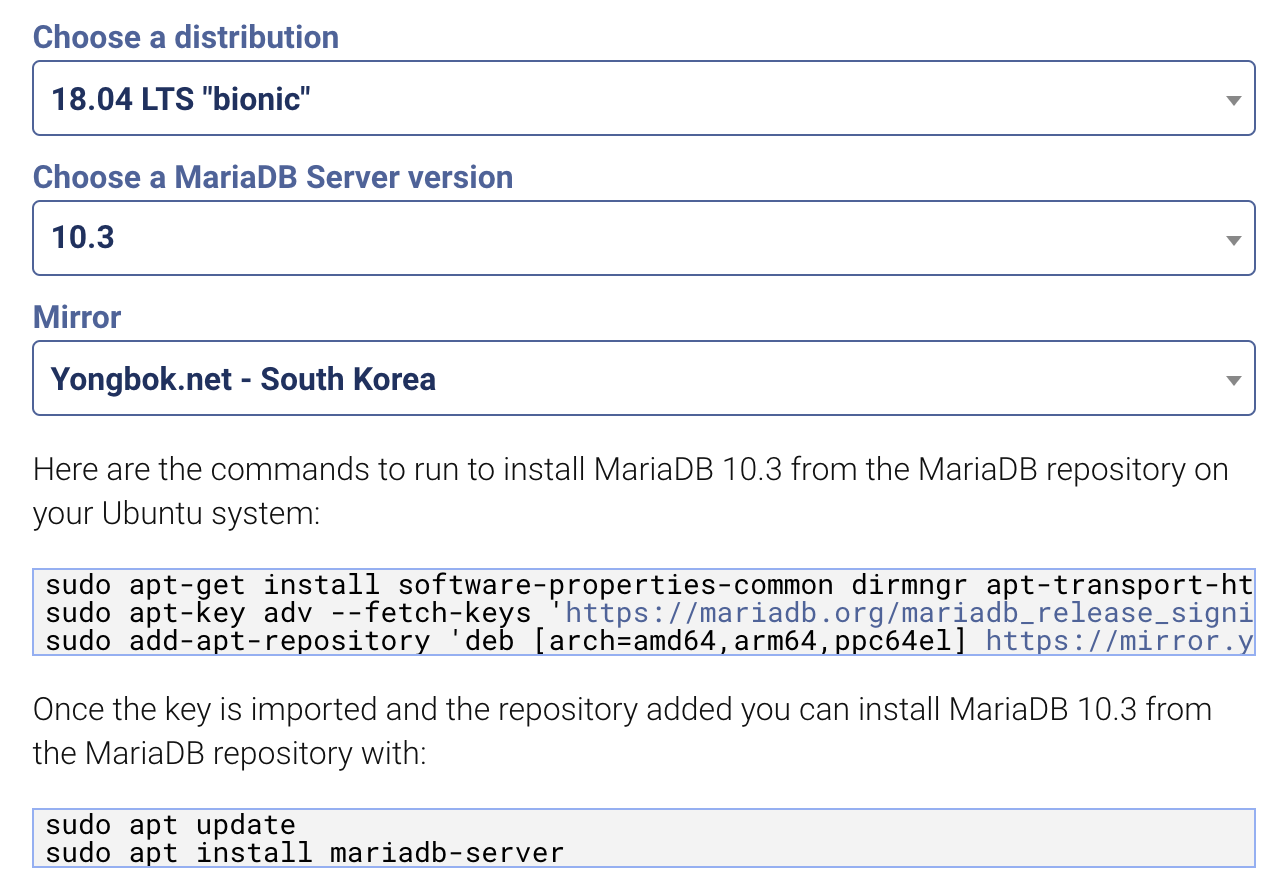 Choose a distribution
18.04 LTS "bionic"
Choose a MariaDB Server version
10.3
Mirror
Yongbok.net - South Korea
Here are the commands to run to install MariaDB 10.3 from the MariaDB repository on
your Ubuntu system:
sudo apt-get install software-properties-common dirmngr apt-transport-ht
sudo apt-key adv --fetch-keys 'https://mariadb.org/mariadb_release_signi
sudo add-apt-repository 'deb [arch=amd64,arm64,ppc64el] https://mirror.y
Once the key is imported and the repository added you can install MariaDB 10.3 from
the MariaDB repository with:
sudo apt update
sudo apt install mariadb-server